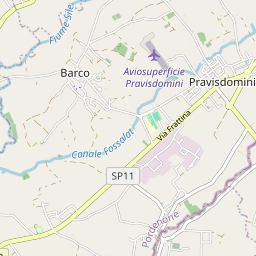 Fiume Sile
Barco
Aviosuperficie
Pravisdomini
Pravisdomini
Via Frattina
Canale Fossalat
SP11
Pordenone